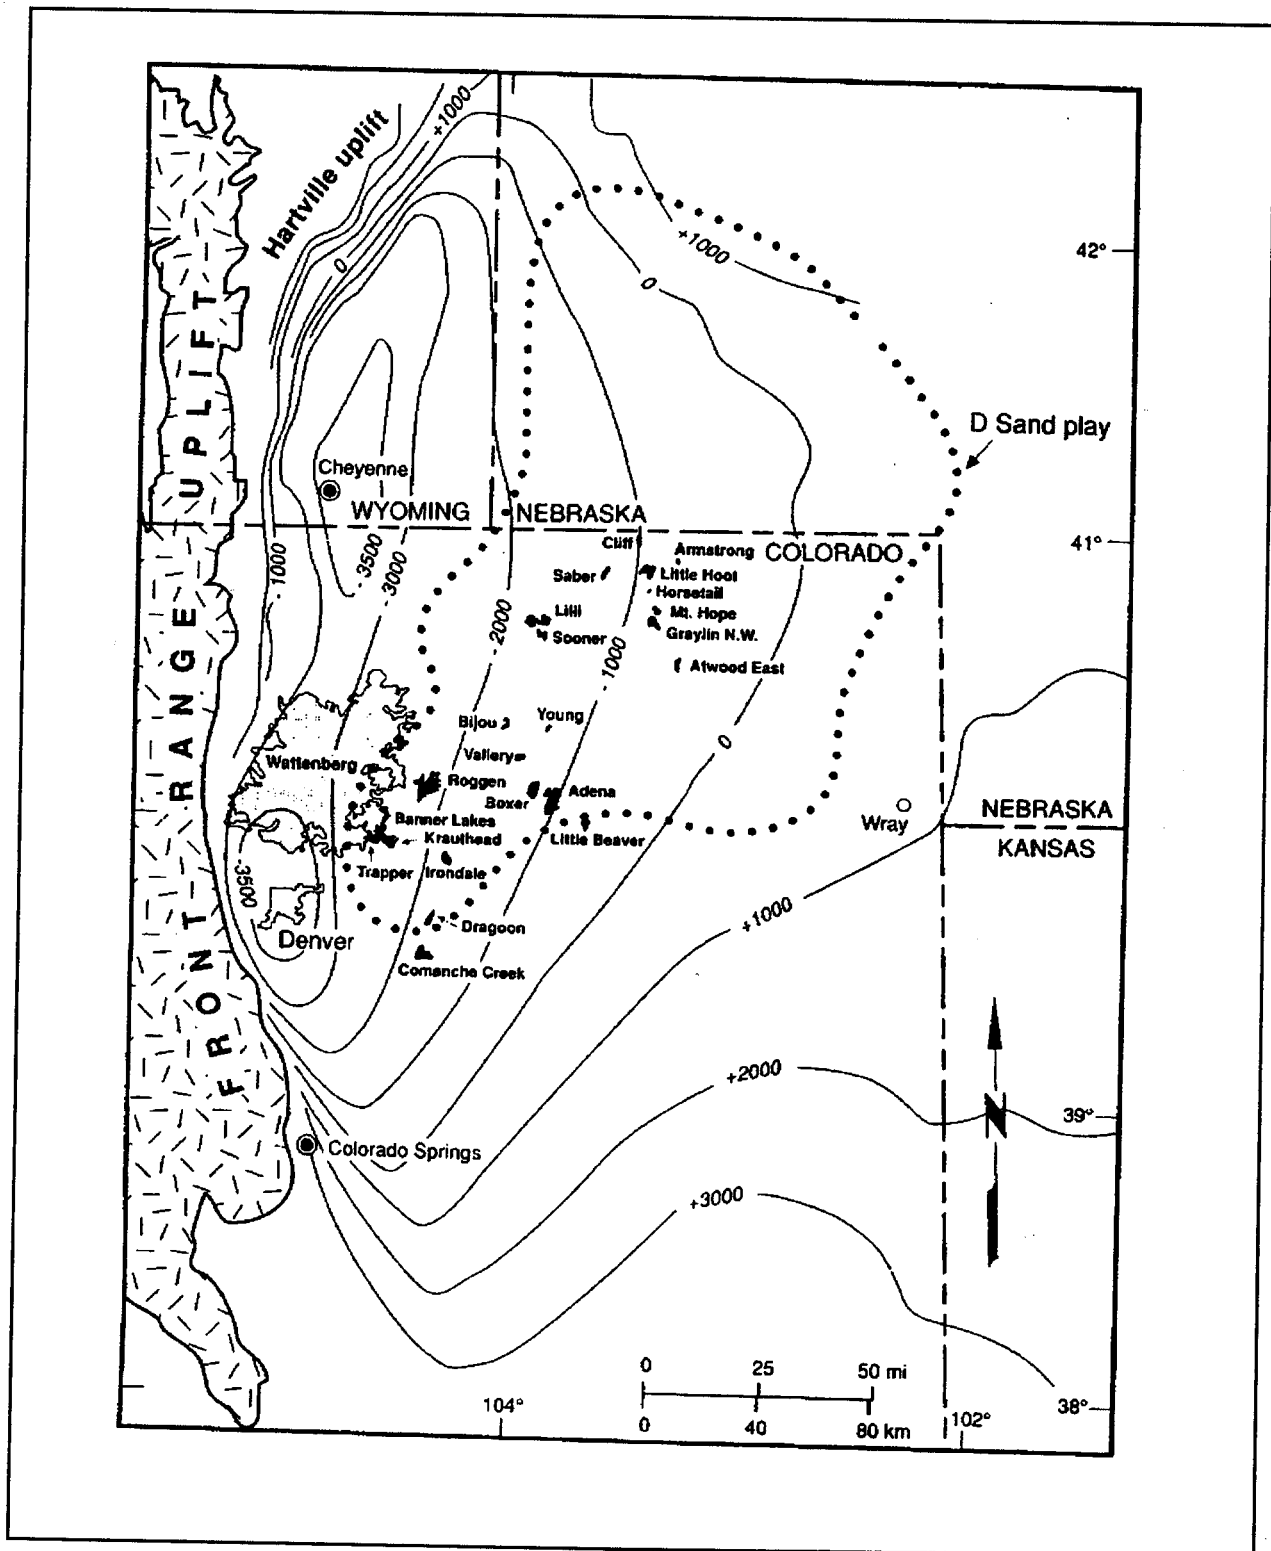 +1000
Hartville uplift
0
+1000
0
42°
FRONT RANGE UPLIFT
D Sand play
Cheyenne
WYOMING
NEBRASKA
COLORADO
41°
- 1000
- 3500
- 3000
- 2000
- 1000
Cliff
Armstrong
Saber
Little Hoot
Horsetail
Lilli
Mt. Hope
Sooner
Graylin N.W.
Atwood East
Bijou
Young
0
Vallery
Wattenberg
Roggen
Adena
Boxer
Banner Lakes
Krauthead
Little Beaver
Wray
NEBRASKA
KANSAS
Trapper
Irondale
-3500
Dragoon
Denver
Comanche Creek
+1000
+2000
N
39°
Colorado Springs
+3000
0 25 50 mi
0 40 80 km
104°
102°
38°